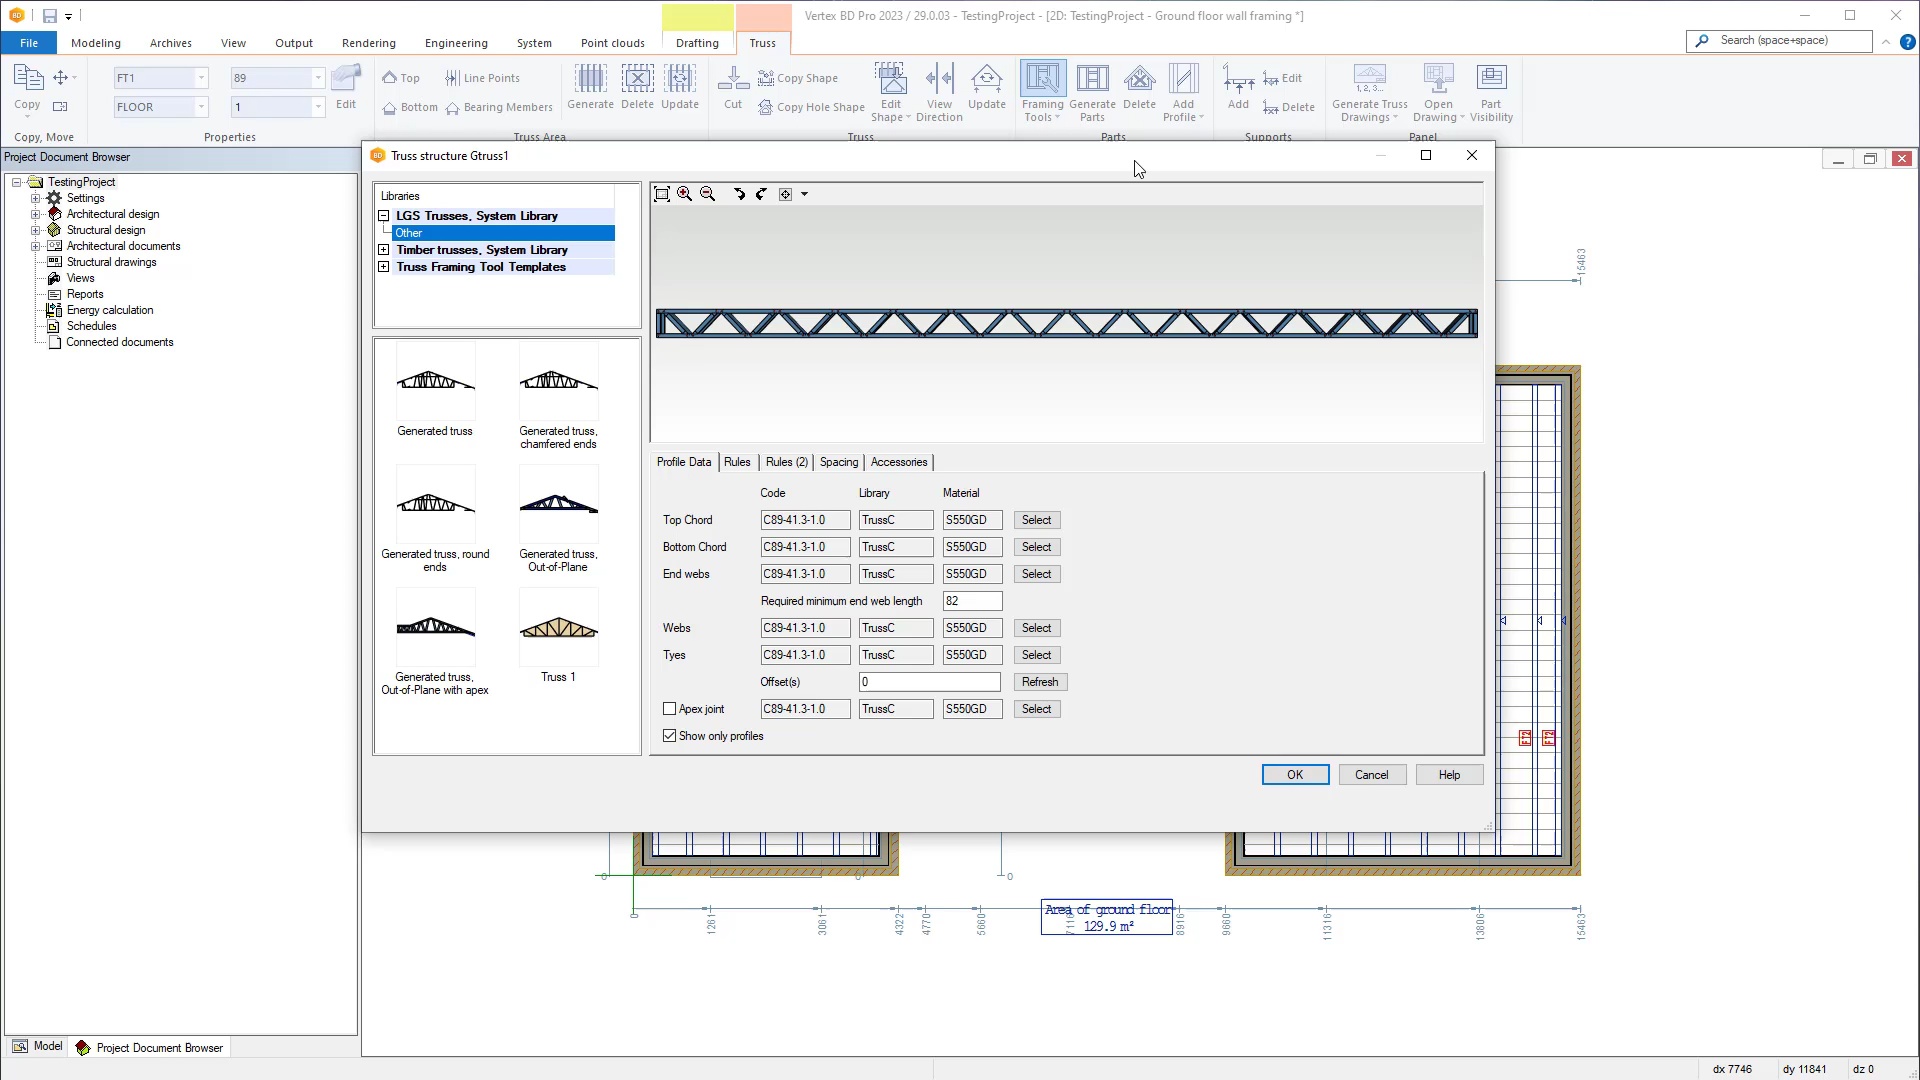 Vertex BD Pro 2023 / 29.0.03 - TestingProject - [2D: TestingProject - Ground floor wall framing *]
File Modeling Archives View Output Rendering Engineering System Point clouds Drafting Truss
Search (space+space)
Copy
FT1
FLOOR
89
1
Edit
Top
Bottom
Line Points
Bearing Members
Generate
Delete
Update
Cut
Copy Shape
Copy Hole Shape
Edit Shape
View Direction
Update
Framing Tools
Generate Parts
Delete
Add Profile
Add
Edit
Delete
Generate Truss Drawings
Open Drawing
Part Visibility
Copy, Move
Properties
Truss Area
Truss
Parts
Supports
Panel
Project Document Browser
TestingProject
Settings
Architectural design
Structural design
Architectural documents
Structural drawings
Views
Reports
Energy calculation
Schedules
Connected documents
Truss structure Gtruss1
Libraries
LGS Trusses, System Library
Other
Timber trusses, System Library
Truss Framing Tool Templates
Generated truss
Generated truss, chamfered ends
Generated truss, round ends
Generated truss, Out-of-Plane
Generated truss, Out-of-Plane with apex
Truss 1
Profile Data Rules Rules (2) Spacing Accessories
Code Library Material
Top Chord C89-41.3-1.0 TrussC S550GD Select
Bottom Chord C89-41.3-1.0 TrussC S550GD Select
End webs C89-41.3-1.0 TrussC S550GD Select
Required minimum end web length 82
Webs C89-41.3-1.0 TrussC S550GD Select
Tyes C89-41.3-1.0 TrussC S550GD Select
Offset(s) 0 Refresh
Apex joint C89-41.3-1.0 TrussC S550GD Select
Show only profiles
OK Cancel Help
15463
FT2 FT2
0 0 0
Area of ground floor
129.9 m²
0 1261 3061 4322 4770 5660 8916 9660 11316 13806 15463
Model Project Document Browser
dx 7746 dy 11841 dz 0